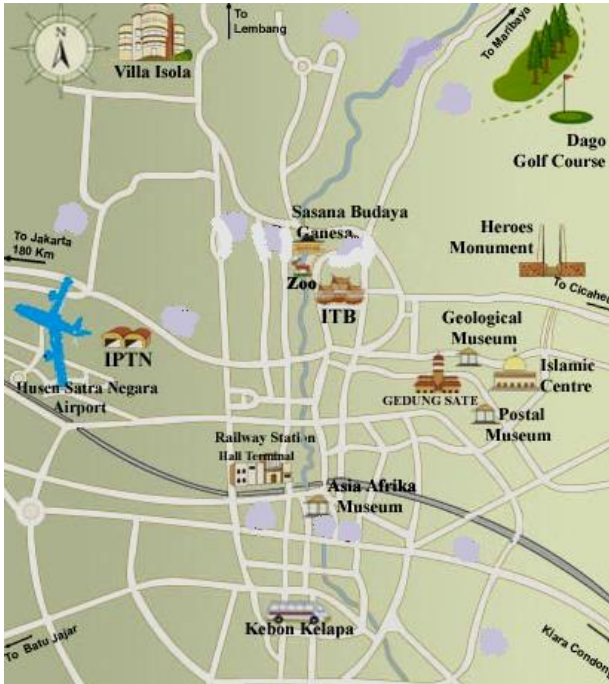 To
Lembang
To Maribaya
N
Villa Isola
Dago
Golf Course
Sasana Budaya
Ganesa
Heroes
Monument
To Jakarta
180 Km
Zoo
To Cicaheu
ITB
Geological
Museum
IPTN
Islamic
Centre
Husen Satra Negara
Airport
GEDUNG SATE
Postal
Museum
Railway Station
Hall Terminal
Asia Afrika
Museum
Kebon Kelapa
To Batu Jajar
Kiara Condong